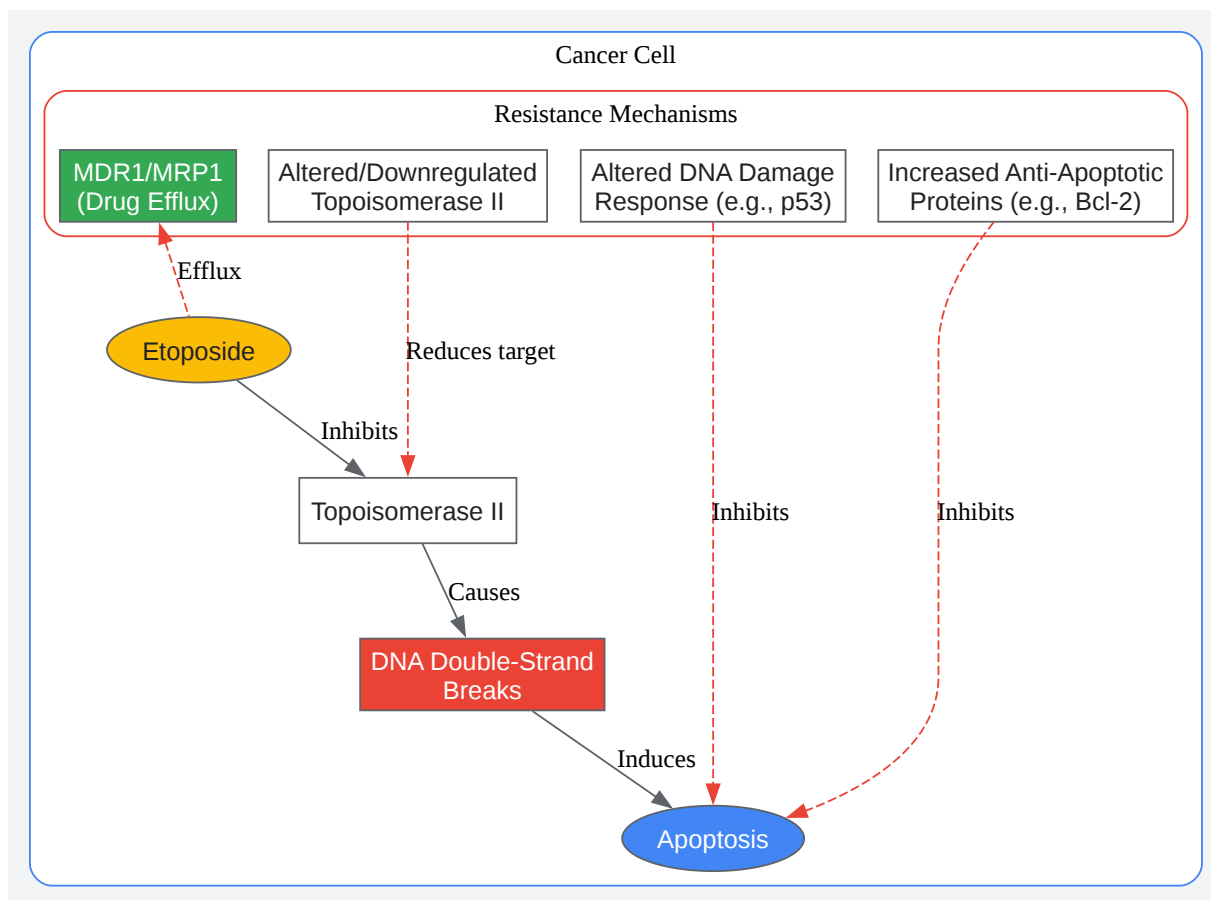 Cancer Cell
Resistance Mechanisms
MDR1/MRP1
(Drug Efflux)
Altered/Downregulated
Topoisomerase II
Altered DNA Damage
Response (e.g., p53)
Increased Anti-Apoptotic
Proteins (e.g., Bcl-2)
Efflux
Etoposide
Reduces target
Inhibits
Topoisomerase II
Inhibits
Inhibits
Causes
DNA Double-Strand
Breaks
Induces
Apoptosis